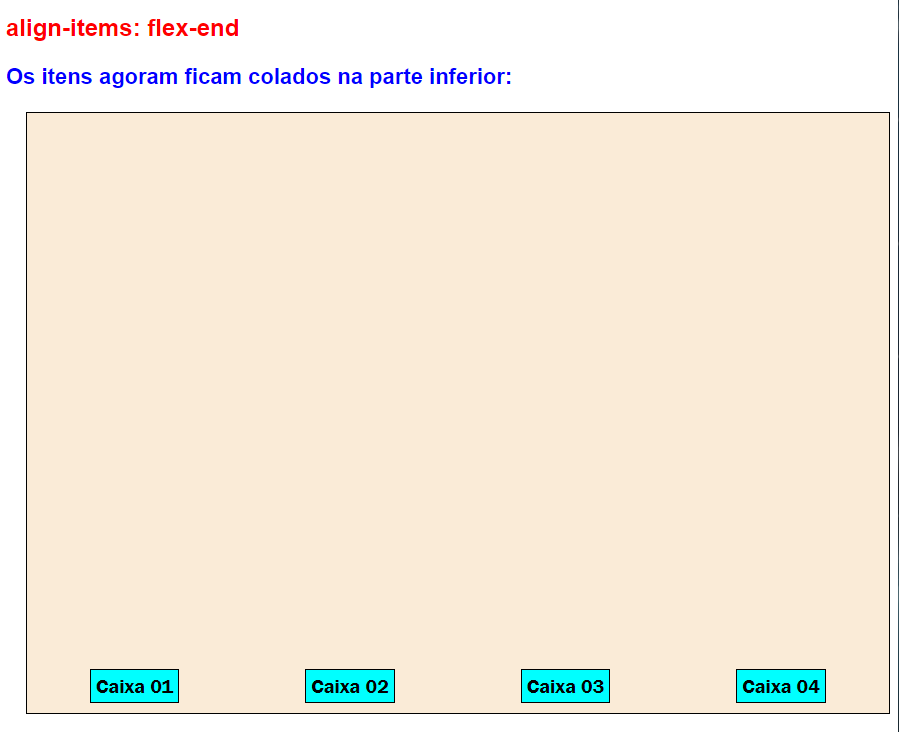 align-items: flex-end
Os itens agoram ficam colados na parte inferior:
Caixa 01 Caixa 02 Caixa 03 Caixa 04